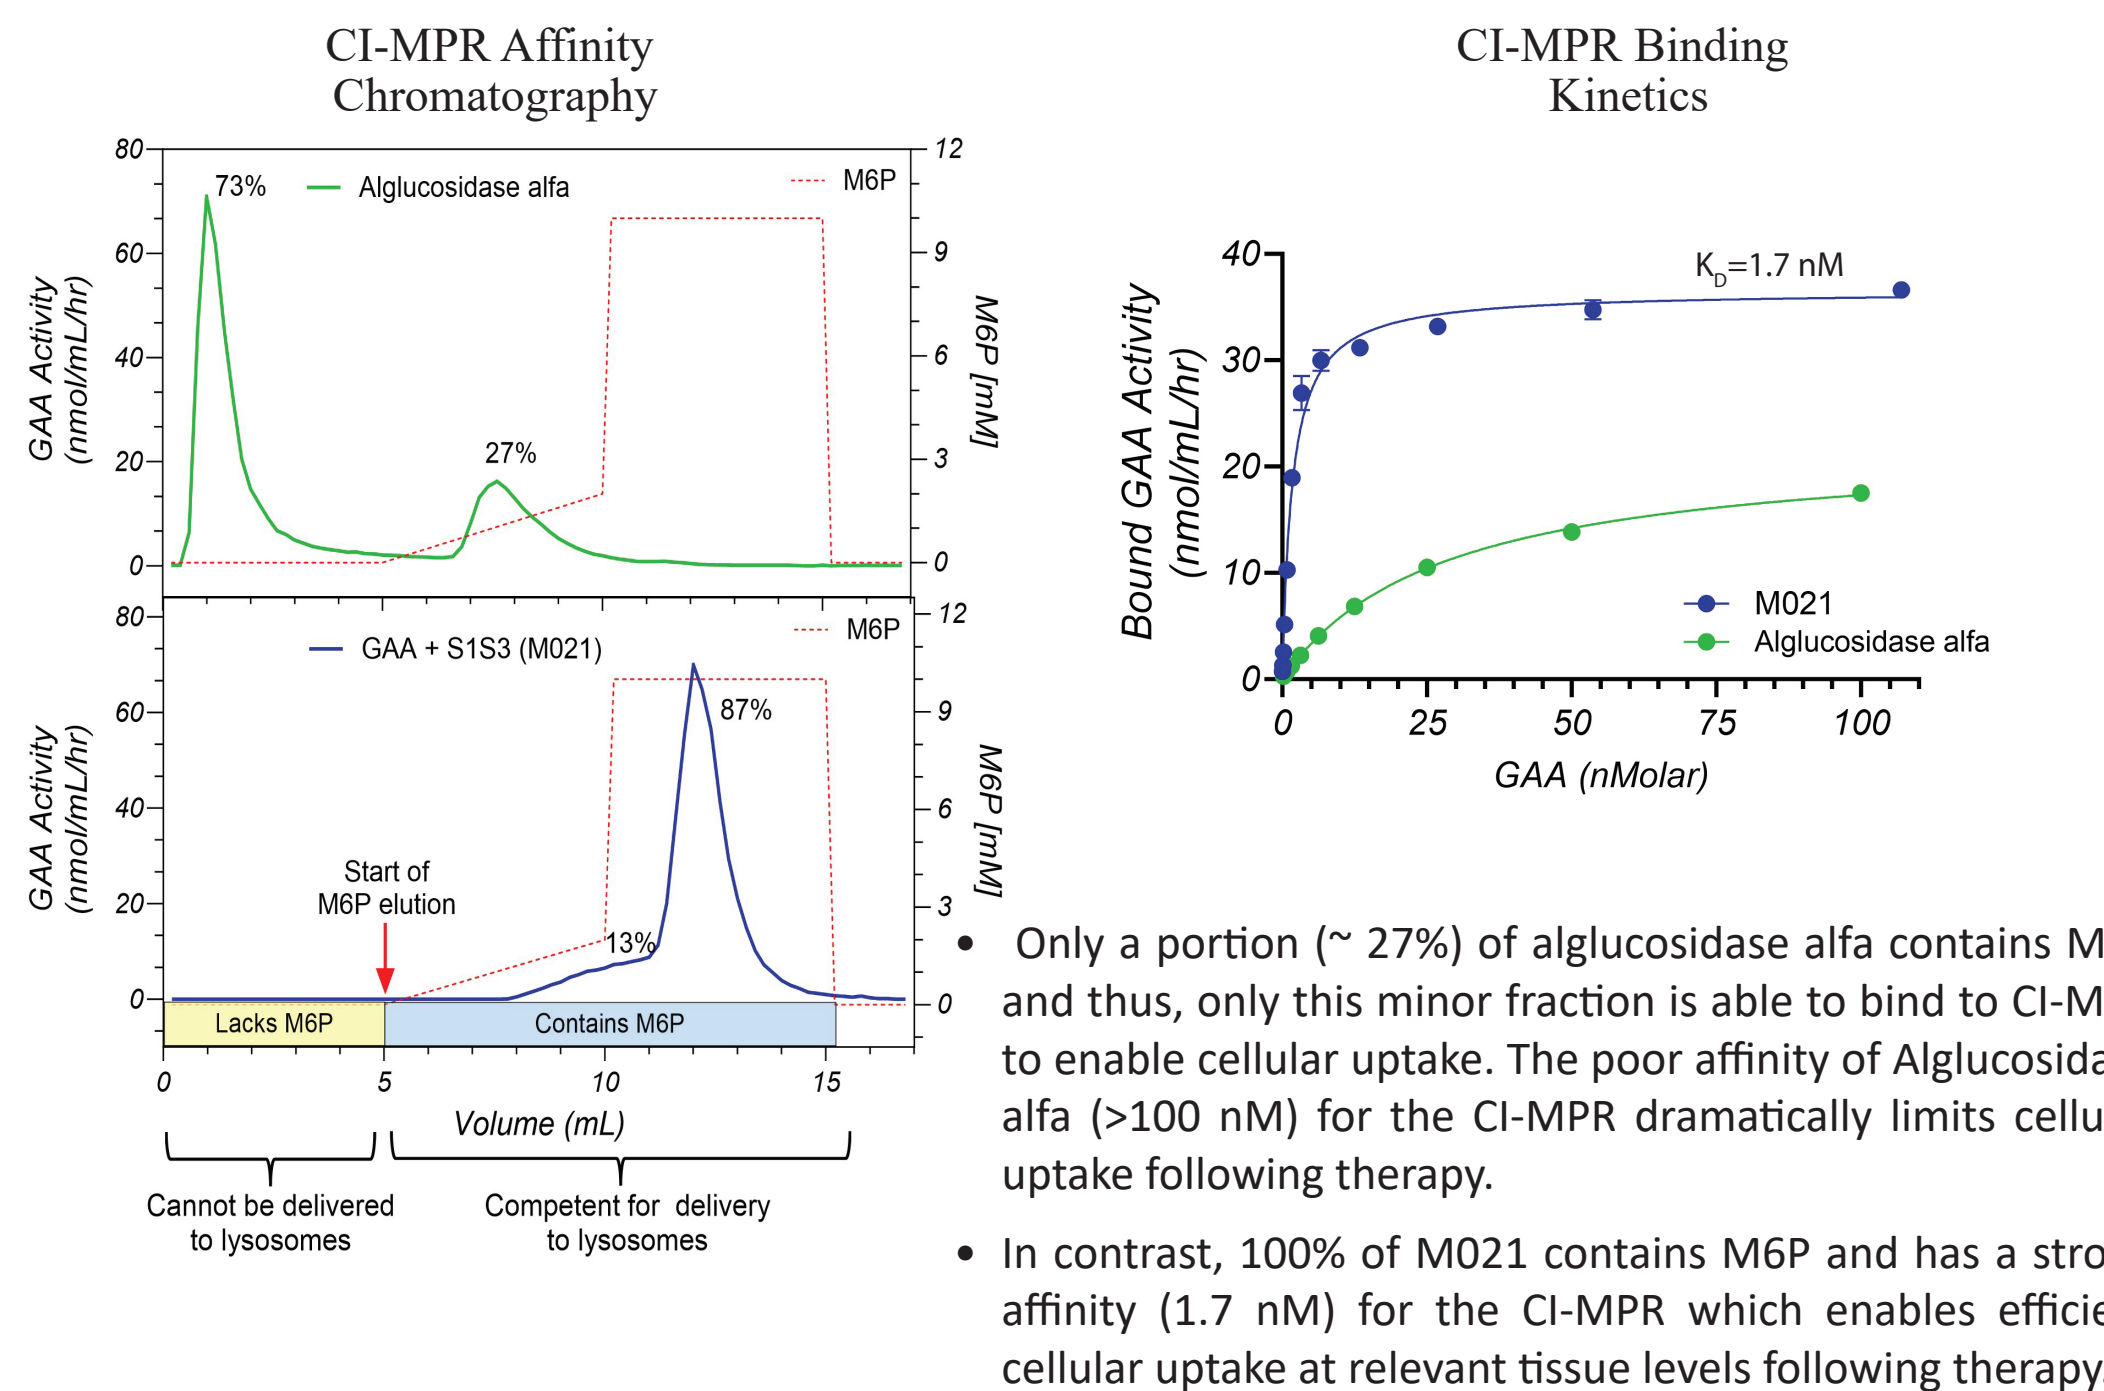 CI-MPR Affinity
Chromatography
80
60
40
20
0
GAA Activity
(nmol/mL/hr)
73%
Alglucosidase alfa
M6P
27%
12
9
6
3
0
M6P [mM]
80
60
40
20
0
GAA Activity
(nmol/mL/hr)
GAA + S1S3 (M021)
M6P
87%
13%
Start of
M6P elution
Lacks M6P
Contains M6P
12
9
6
3
0
M6P [mM]
0 5 10 15
Volume (mL)
Cannot be delivered
to lysosomes
Competent for delivery
to lysosomes
CI-MPR Binding
Kinetics
40
30
20
10
0
Bound GAA Activity
(nmol/mL/hr)
KD=1.7 nM
M021
Alglucosidase alfa
0 25 50 75 100
GAA (nMolar)
• Only a portion (~ 27%) of alglucosidase alfa contains M
and thus, only this minor fraction is able to bind to CI-M
to enable cellular uptake. The poor affinity of Alglucosida
alfa (>100 nM) for the CI-MPR dramatically limits cellu
uptake following therapy.
• In contrast, 100% of M021 contains M6P and has a stro
affinity (1.7 nM) for the CI-MPR which enables efficie
cellular uptake at relevant tissue levels following therapy.